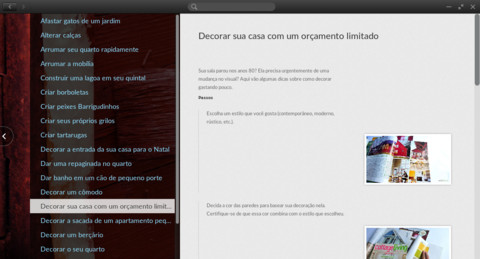 Afastar gatos de um jardim
Alterar calças
Arrumar seu quarto rapidamente
Arrumar a mobília
Construir uma lagoa em seu quintal
Criar borboletas
Criar peixes Barrigudinhos
Criar seus próprios grilos
Criar tartarugas
Decorar a entrada da sua casa para o Natal
Dar uma repaginada no quarto
Dar banho em um cão de pequeno porte
Decorar um cômodo
Decorar sua casa com um orçamento limit...
Decorar a sacada de um apartamento peq...
Decorar um berçário
Decorar o seu quarto
Decorar sua casa com um orçamento limitado
Sua sala parou nos anos 80? Ela precisa urgentemente de uma
mudança no visual? Aqui vão algumas dicas sobre como decorar
gastando pouco.
Passos
Escolha um estilo que você gosta (contemporâneo, moderno,
rústico, etc.).
Decida a cor das paredes para basear sua decoração nela.
Certifique-se de que essa cor combina com o estilo que escolheu.